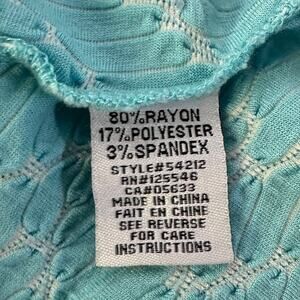 80%RAYON
17%POLYESTER
3%SPANDEX
STYLE#54212
RN#125546
CA#05633
MADE IN CHINA
FAIT EN CHINE
SEE REVERSE
FOR CARE
INSTRUCTIONS